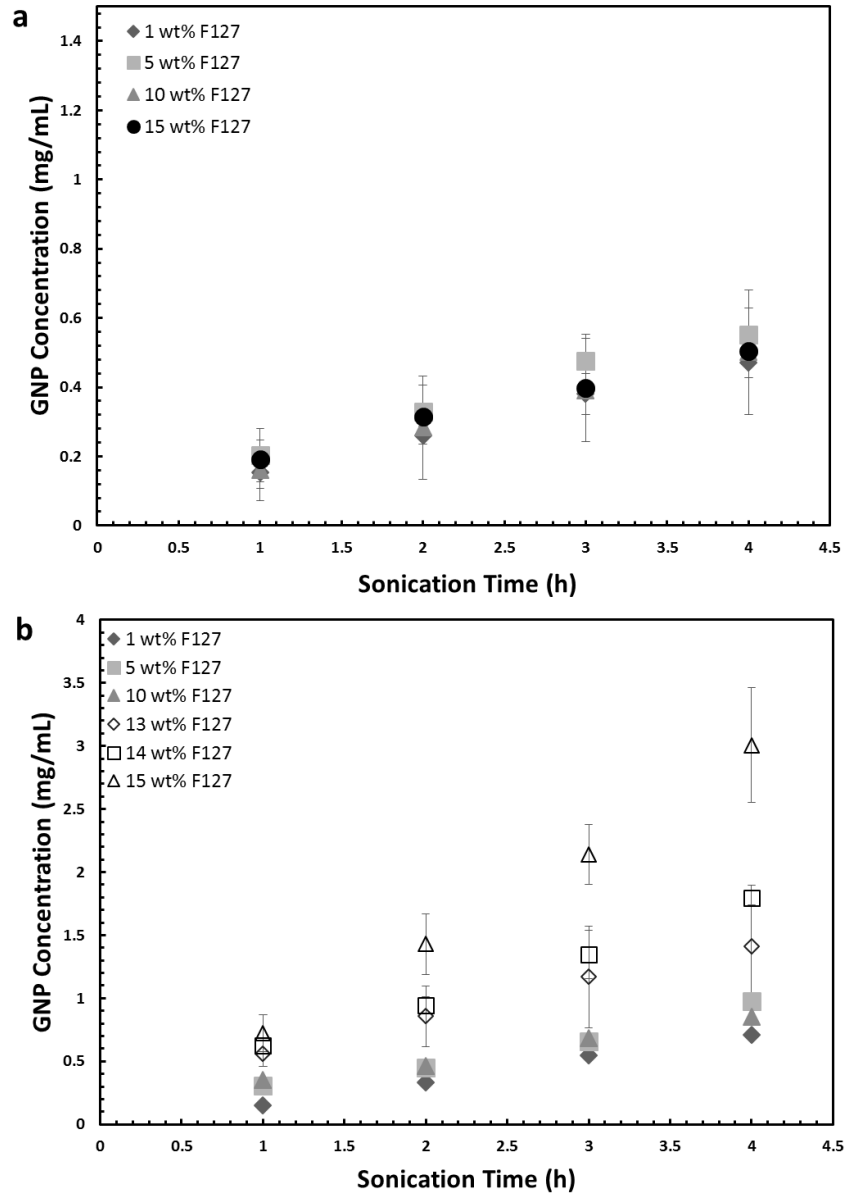 a
1.4
1.2
1
0.8
0.6
0.4
0.2
0
GNP Concentration (mg/mL)
1 wt% F127
5 wt% F127
10 wt% F127
15 wt% F127
0 0.5 1 1.5 2 2.5 3 3.5 4 4.5
Sonication Time (h)
b
4
3.5
3
2.5
2
1.5
1
0.5
0
GNP Concentration (mg/mL)
1 wt% F127
5 wt% F127
10 wt% F127
13 wt% F127
14 wt% F127
15 wt% F127
0 0.5 1 1.5 2 2.5 3 3.5 4 4.5
Sonication Time (h)